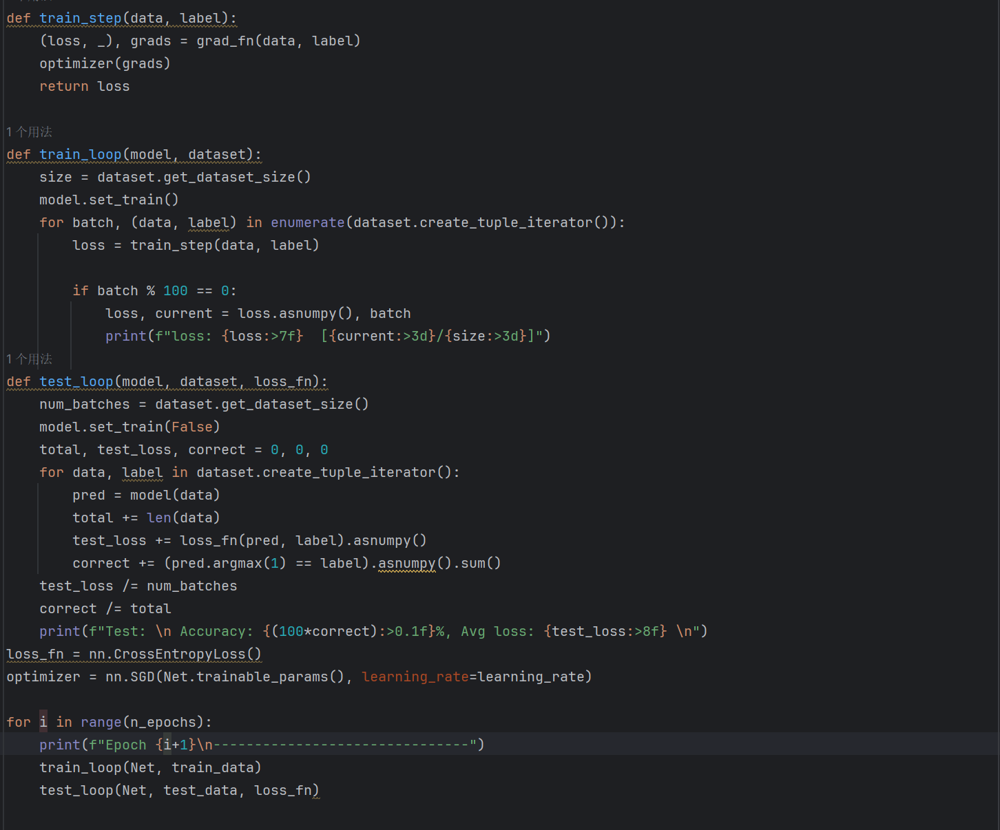 def train_step(data, label):
    (loss, _), grads = grad_fn(data, label)
    optimizer(grads)
    return loss
1 个用法
def train_loop(model, dataset):
    size = dataset.get_dataset_size()
    model.set_train()
    for batch, (data, label) in enumerate(dataset.create_tuple_iterator()):
        loss = train_step(data, label)
        if batch % 100 == 0:
            loss, current = loss.asnumpy(), batch
            print(f"loss: {loss:>7f}  [{current:>3d}/{size:>3d}]")
1 个用法
def test_loop(model, dataset, loss_fn):
    num_batches = dataset.get_dataset_size()
    model.set_train(False)
    total, test_loss, correct = 0, 0, 0
    for data, label in dataset.create_tuple_iterator():
        pred = model(data)
        total += len(data)
        test_loss += loss_fn(pred, label).asnumpy()
        correct += (pred.argmax(1) == label).asnumpy().sum()
    test_loss /= num_batches
    correct /= total
    print(f"Test: \n Accuracy: {(100*correct):>0.1f}%, Avg loss: {test_loss:>8f} \n")
loss_fn = nn.CrossEntropyLoss()
optimizer = nn.SGD(Net.trainable_params(), learning_rate=learning_rate)
for i in range(n_epochs):
    print(f"Epoch {i+1}\n-------------------------------")
    train_loop(Net, train_data)
    test_loop(Net, test_data, loss_fn)